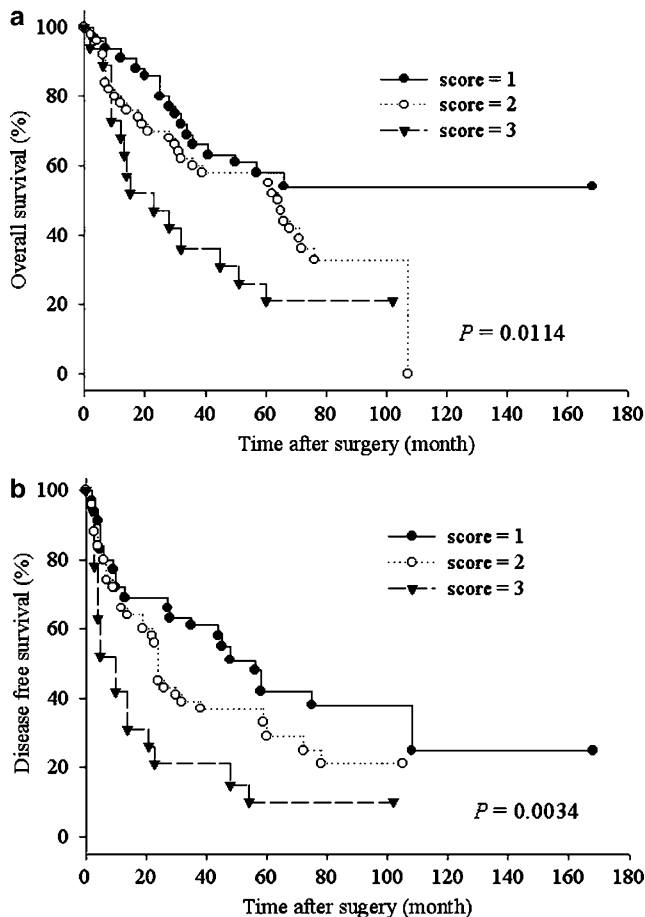 a
100
80
60
40
20
0
Overall survival (%)
score = 1
score = 2
score = 3
P = 0.0114
0 20 40 60 80 100 120 140 160 180
Time after surgery (month)
b
100
80
60
40
20
0
Disease free survival (%)
score = 1
score = 2
score = 3
P = 0.0034
0 20 40 60 80 100 120 140 160 180
Time after sugery (month)